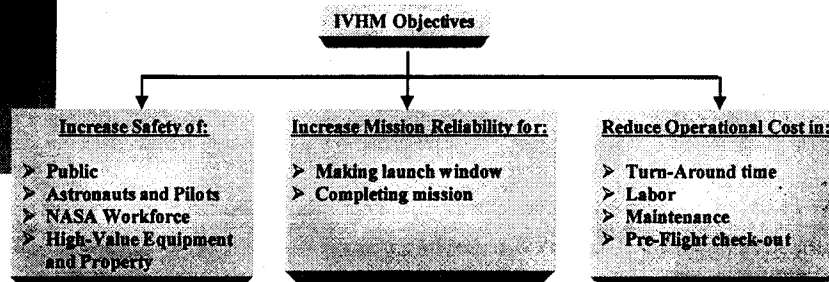 IVHM Objectives
Increase Safety of:
➢ Public
➢ Astronauts and Pilots
➢ NASA Workforce
➢ High-Value Equipment
and Property
Increase Mission Reliability for:
➢ Making launch window
➢ Completing mission
Reduce Operational Cost in:
➢ Turn-Around time
➢ Labor
➢ Maintenance
➢ Pre-Flight check-out